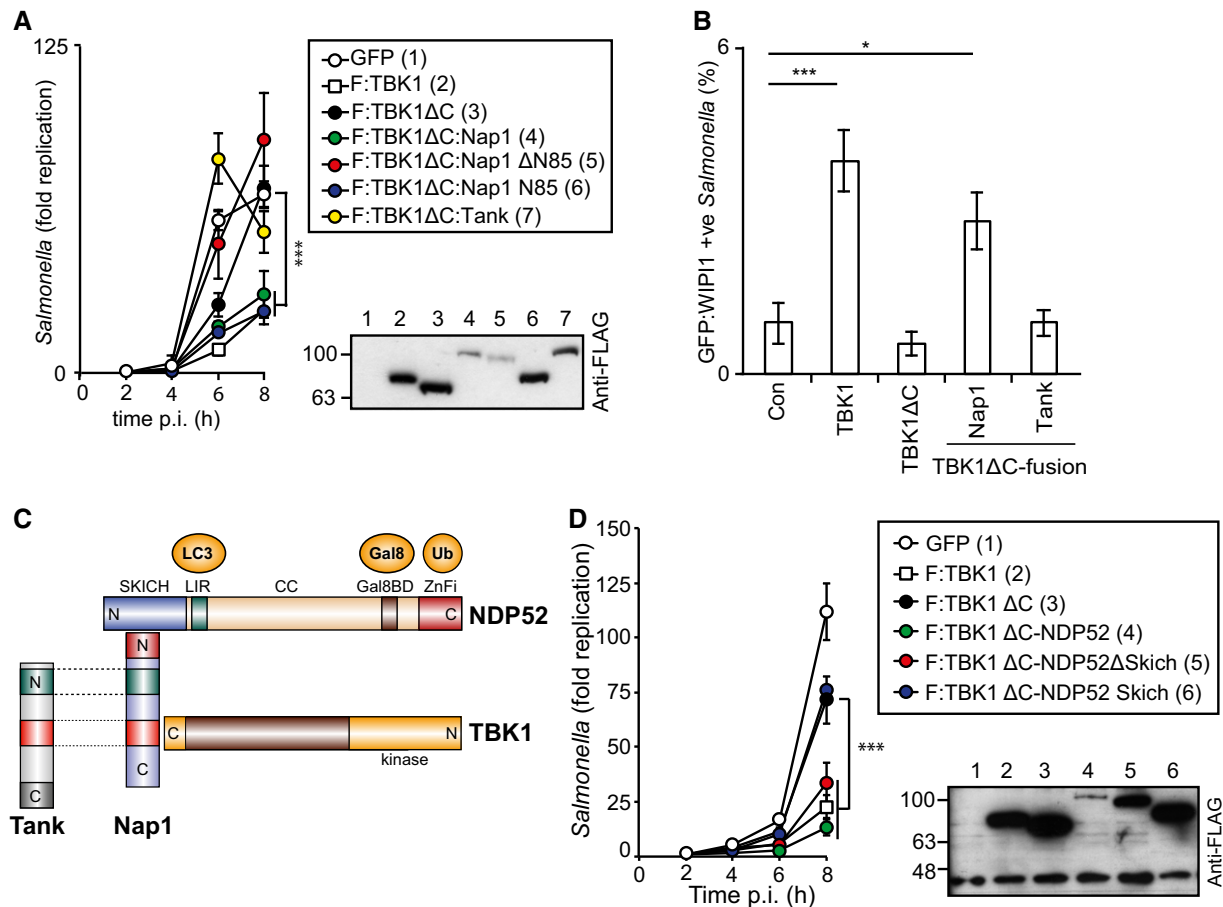 A
125
0
Salmonella (fold replication)
0 2 4 6 8
time p.i. (h)
***
GFP (1)
F:TBK1 (2)
F:TBK1ΔC (3)
F:TBK1ΔC:Nap1 (4)
F:TBK1ΔC:Nap1 ΔN85 (5)
F:TBK1ΔC:Nap1 N85 (6)
F:TBK1ΔC:Tank (7)
1 2 3 4 5 6 7
100
63
Anti-FLAG
B
6
0
GFP:WIPI1 +ve Salmonella (%)
*
***
Con
TBK1
TBK1ΔC
Nap1
Tank
TBK1ΔC-fusion
C
LC3
Gal8
Ub
SKICH LIR CC Gal8BD ZnFi
N
C
NDP52
N
N
C
N
TBK1
kinase
C
C
Tank
Nap1
D
150
125
100
75
50
25
0
Salmonella (fold replication)
0 2 4 6 8
Time p.i. (h)
***
GFP (1)
F:TBK1 (2)
F:TBK1 ΔC (3)
F:TBK1 ΔC-NDP52 (4)
F:TBK1 ΔC-NDP52ΔSkich (5)
F:TBK1 ΔC-NDP52 Skich (6)
1 2 3 4 5 6
100
63
48
Anti-FLAG